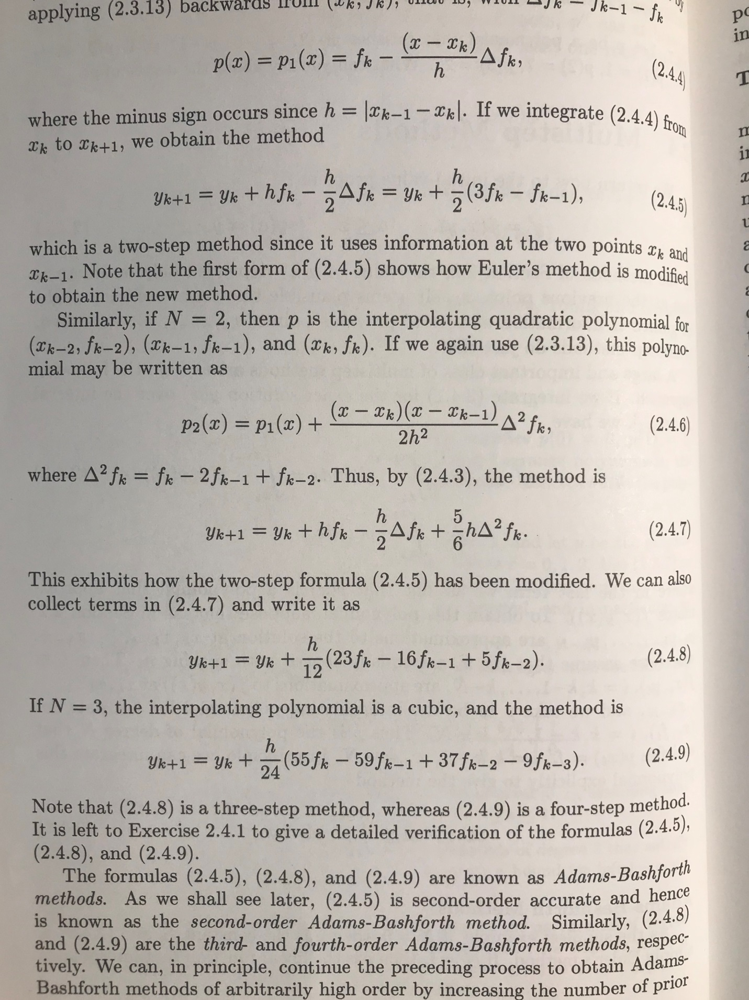 applying (2.3.13) backwards from (x_k, f_k), that is, with Δf_k = f_{k-1} - f_k by
p(x) = p_1(x) = f_k - \frac{(x - x_k)}{h} Δf_k, (2.4.4)
where the minus sign occurs since h = |x_{k-1} - x_k|. If we integrate (2.4.4) from
x_k to x_{k+1}, we obtain the method
y_{k+1} = y_k + hf_k - \frac{h}{2} Δf_k = y_k + \frac{h}{2}(3f_k - f_{k-1}), (2.4.5)
which is a two-step method since it uses information at the two points x_k and
x_{k-1}. Note that the first form of (2.4.5) shows how Euler's method is modified
to obtain the new method.
Similarly, if N = 2, then p is the interpolating quadratic polynomial for
(x_{k-2}, f_{k-2}), (x_{k-1}, f_{k-1}), and (x_k, f_k). If we again use (2.3.13), this polyno-
mial may be written as
p_2(x) = p_1(x) + \frac{(x - x_k)(x - x_{k-1})}{2h^2} Δ^2 f_k, (2.4.6)
where Δ^2 f_k = f_k - 2f_{k-1} + f_{k-2}. Thus, by (2.4.3), the method is
y_{k+1} = y_k + hf_k - \frac{h}{2} Δf_k + \frac{5}{6} hΔ^2 f_k. (2.4.7)
This exhibits how the two-step formula (2.4.5) has been modified. We can also
collect terms in (2.4.7) and write it as
y_{k+1} = y_k + \frac{h}{12}(23f_k - 16f_{k-1} + 5f_{k-2}). (2.4.8)
If N = 3, the interpolating polynomial is a cubic, and the method is
y_{k+1} = y_k + \frac{h}{24}(55f_k - 59f_{k-1} + 37f_{k-2} - 9f_{k-3}). (2.4.9)
Note that (2.4.8) is a three-step method, whereas (2.4.9) is a four-step method.
It is left to Exercise 2.4.1 to give a detailed verification of the formulas (2.4.5),
(2.4.8), and (2.4.9).
The formulas (2.4.5), (2.4.8), and (2.4.9) are known as Adams-Bashforth
methods. As we shall see later, (2.4.5) is second-order accurate and hence
is known as the second-order Adams-Bashforth method. Similarly, (2.4.8)
and (2.4.9) are the third- and fourth-order Adams-Bashforth methods, respec-
tively. We can, in principle, continue the preceding process to obtain Adams-
Bashforth methods of arbitrarily high order by increasing the number of prior